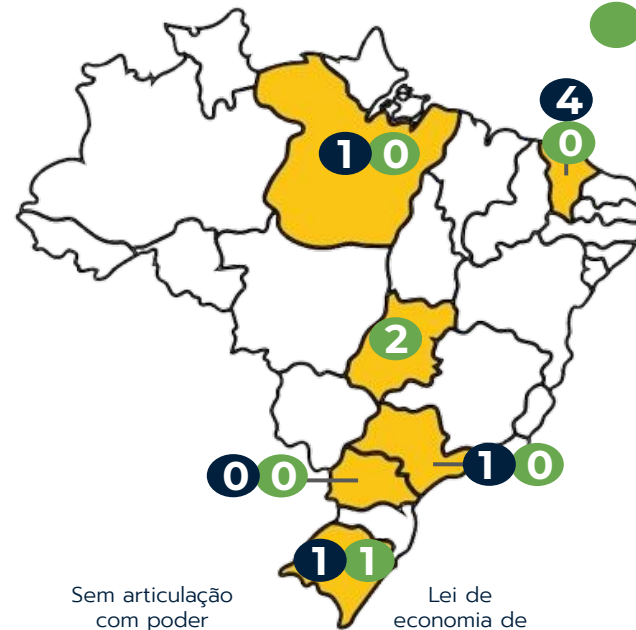 4
0
1 0
2
1 0
0 0
1 1
Sem articulação
com poder
Lei de
economia de